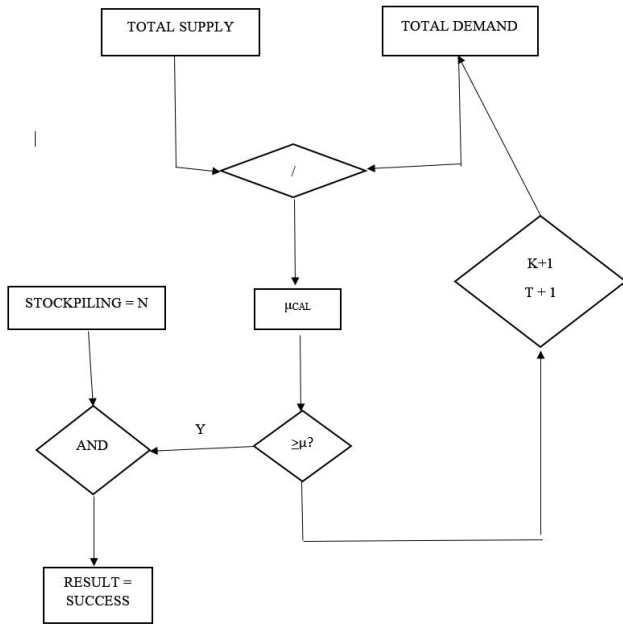 TOTAL SUPPLY
TOTAL DEMAND
/
K+1
T + 1
STOCKPILING = N
μCAL
Y
AND
≥μ?
RESULT =
SUCCESS